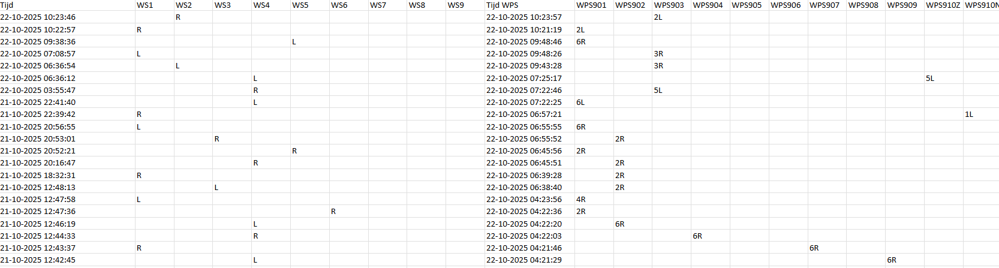 Tijd WS1 WS2 WS3 WS4 WS5 WS6 WS7 WS8 WS9 Tijd WPS WPS901 WPS902 WPS903 WPS904 WPS905 WPS906 WPS907 WPS908 WPS909 WPS910Z WPS910N
22-10-2025 10:23:46 R 22-10-2025 10:23:57 2L
22-10-2025 10:22:57 R 22-10-2025 10:21:19 2L
22-10-2025 09:38:36 L 22-10-2025 09:48:46 6R
22-10-2025 07:08:57 L 22-10-2025 09:48:26 3R
22-10-2025 06:36:54 L 22-10-2025 09:43:28 3R
22-10-2025 06:36:12 L 22-10-2025 07:25:17 5L
22-10-2025 03:55:47 R 22-10-2025 07:22:46 5L
21-10-2025 22:41:40 L 22-10-2025 07:22:25 6L
21-10-2025 22:39:42 R 22-10-2025 06:57:21 1L
21-10-2025 20:56:55 L 22-10-2025 06:55:55 6R
21-10-2025 20:53:01 R 22-10-2025 06:55:52 2R
21-10-2025 20:52:21 R 22-10-2025 06:45:56 2R
21-10-2025 20:16:47 R 22-10-2025 06:45:51 2R
21-10-2025 18:32:31 R 22-10-2025 06:39:28 2R
21-10-2025 12:48:13 L 22-10-2025 06:38:40 2R
21-10-2025 12:47:58 L 22-10-2025 04:23:56 4R
21-10-2025 12:47:36 R 22-10-2025 04:22:36 2R
21-10-2025 12:46:19 L 22-10-2025 04:22:20 6R
21-10-2025 12:44:33 R 22-10-2025 04:22:03 6R
21-10-2025 12:43:37 R 22-10-2025 04:21:46 6R
21-10-2025 12:42:45 L 22-10-2025 04:21:29 6R